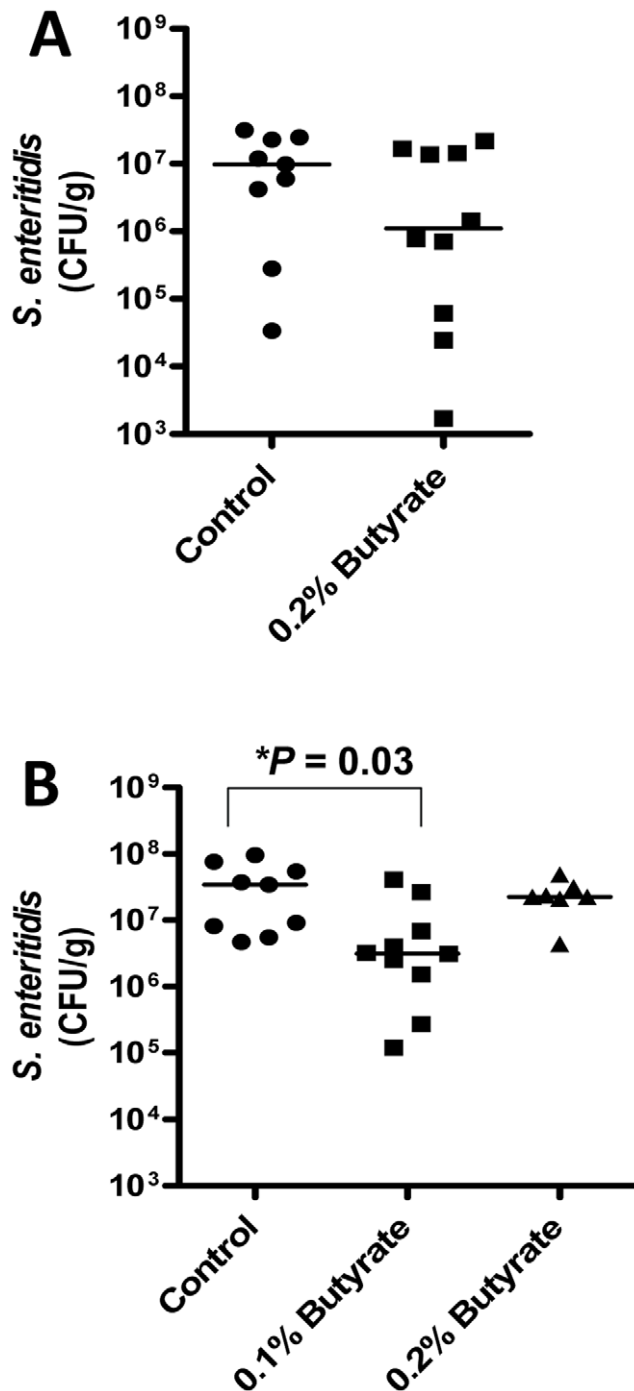 A
S. enteritidis
(CFU/g)
10⁹
10⁸
10⁷
10⁶
10⁵
10⁴
10³
Control
0.2% Butyrate
B
*P = 0.03
S. enteritidis
(CFU/g)
10⁹
10⁸
10⁷
10⁶
10⁵
10⁴
10³
Control
0.1% Butyrate
0.2% Butyrate